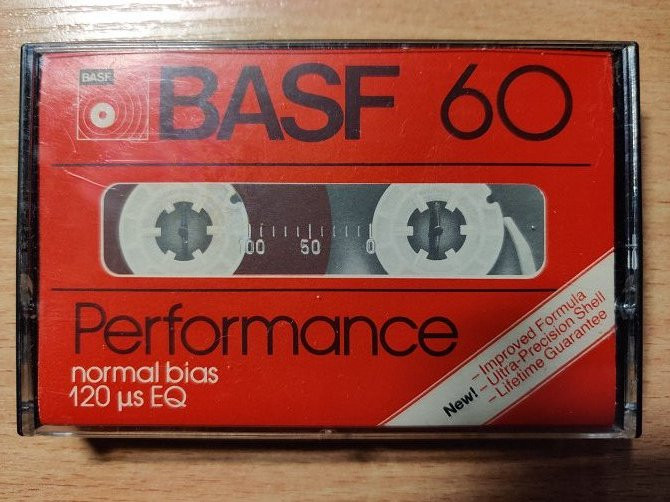 BASF
BASF 60
100 50 0
Performance
normal bias
120 µs EQ
New! – Improved Formula
– Ultra-Precision Shell
– Lifetime Guarantee